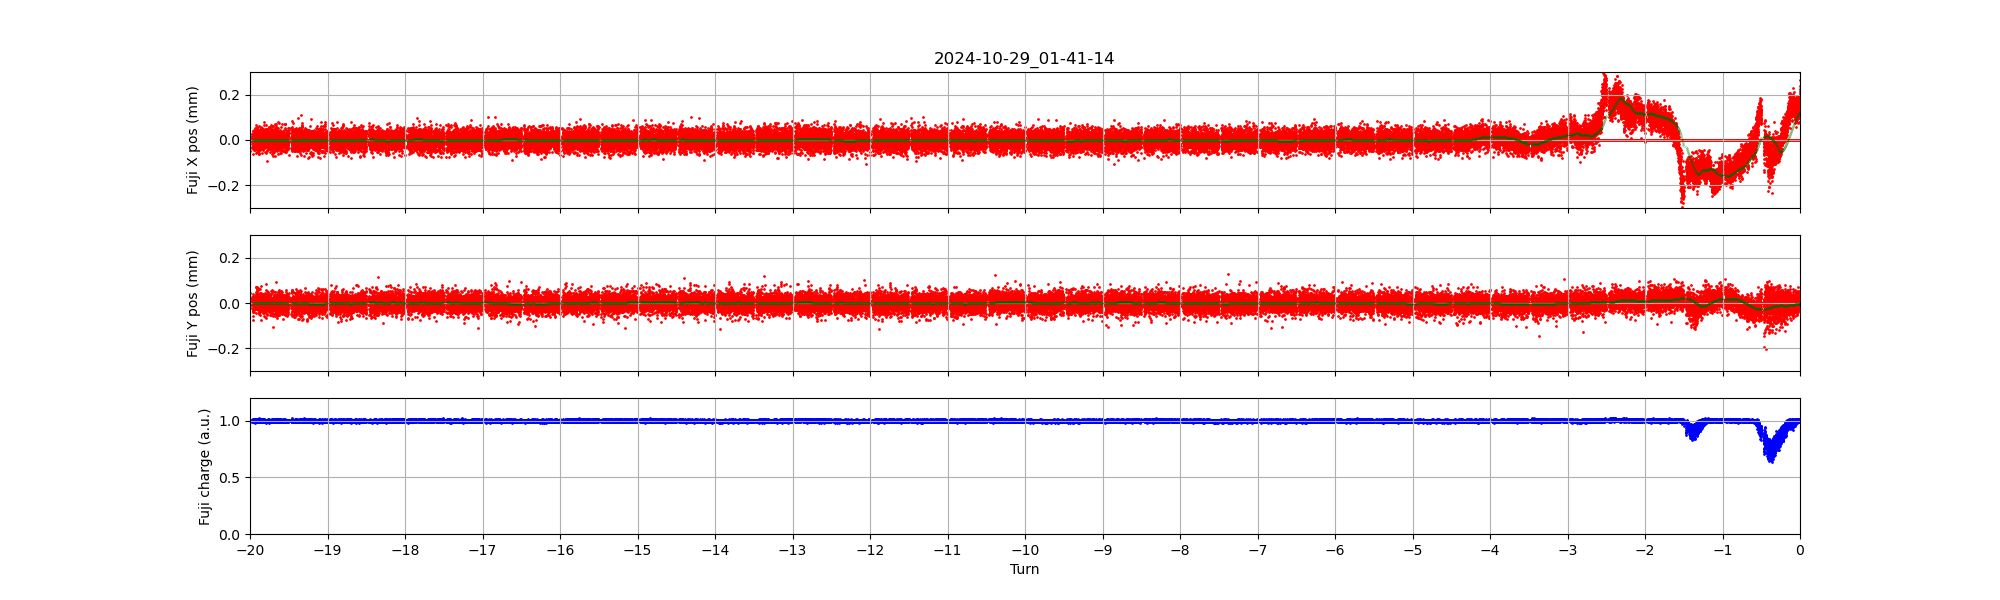 2024-10-29_01-41-14
Fuji X pos (mm)
0.2
0.0
−0.2
Fuji Y pos (mm)
0.2
0.0
−0.2
Fuji charge (a.u.)
1.0
0.5
0.0
−20 −19 −18 −17 −16 −15 −14 −13 −12 −11 −10 −9 −8 −7 −6 −5 −4 −3 −2 −1 0
Turn